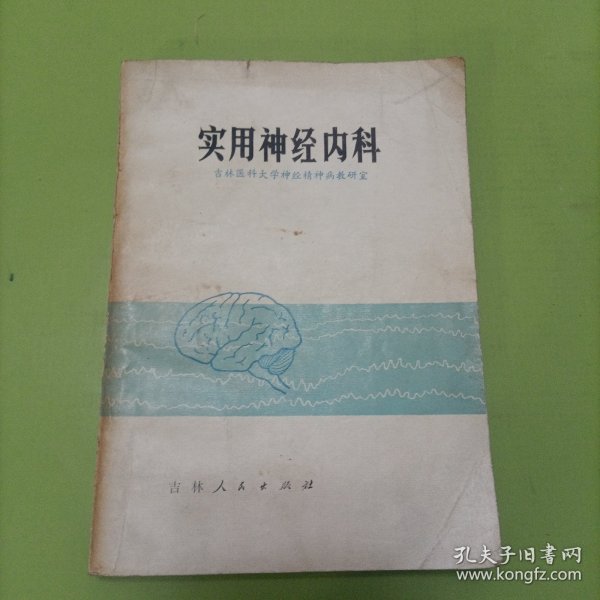 实用神经内科
吉林医科大学神经精神病教研室
吉林人民出版社
孔夫子旧书网
www.kongfz.com